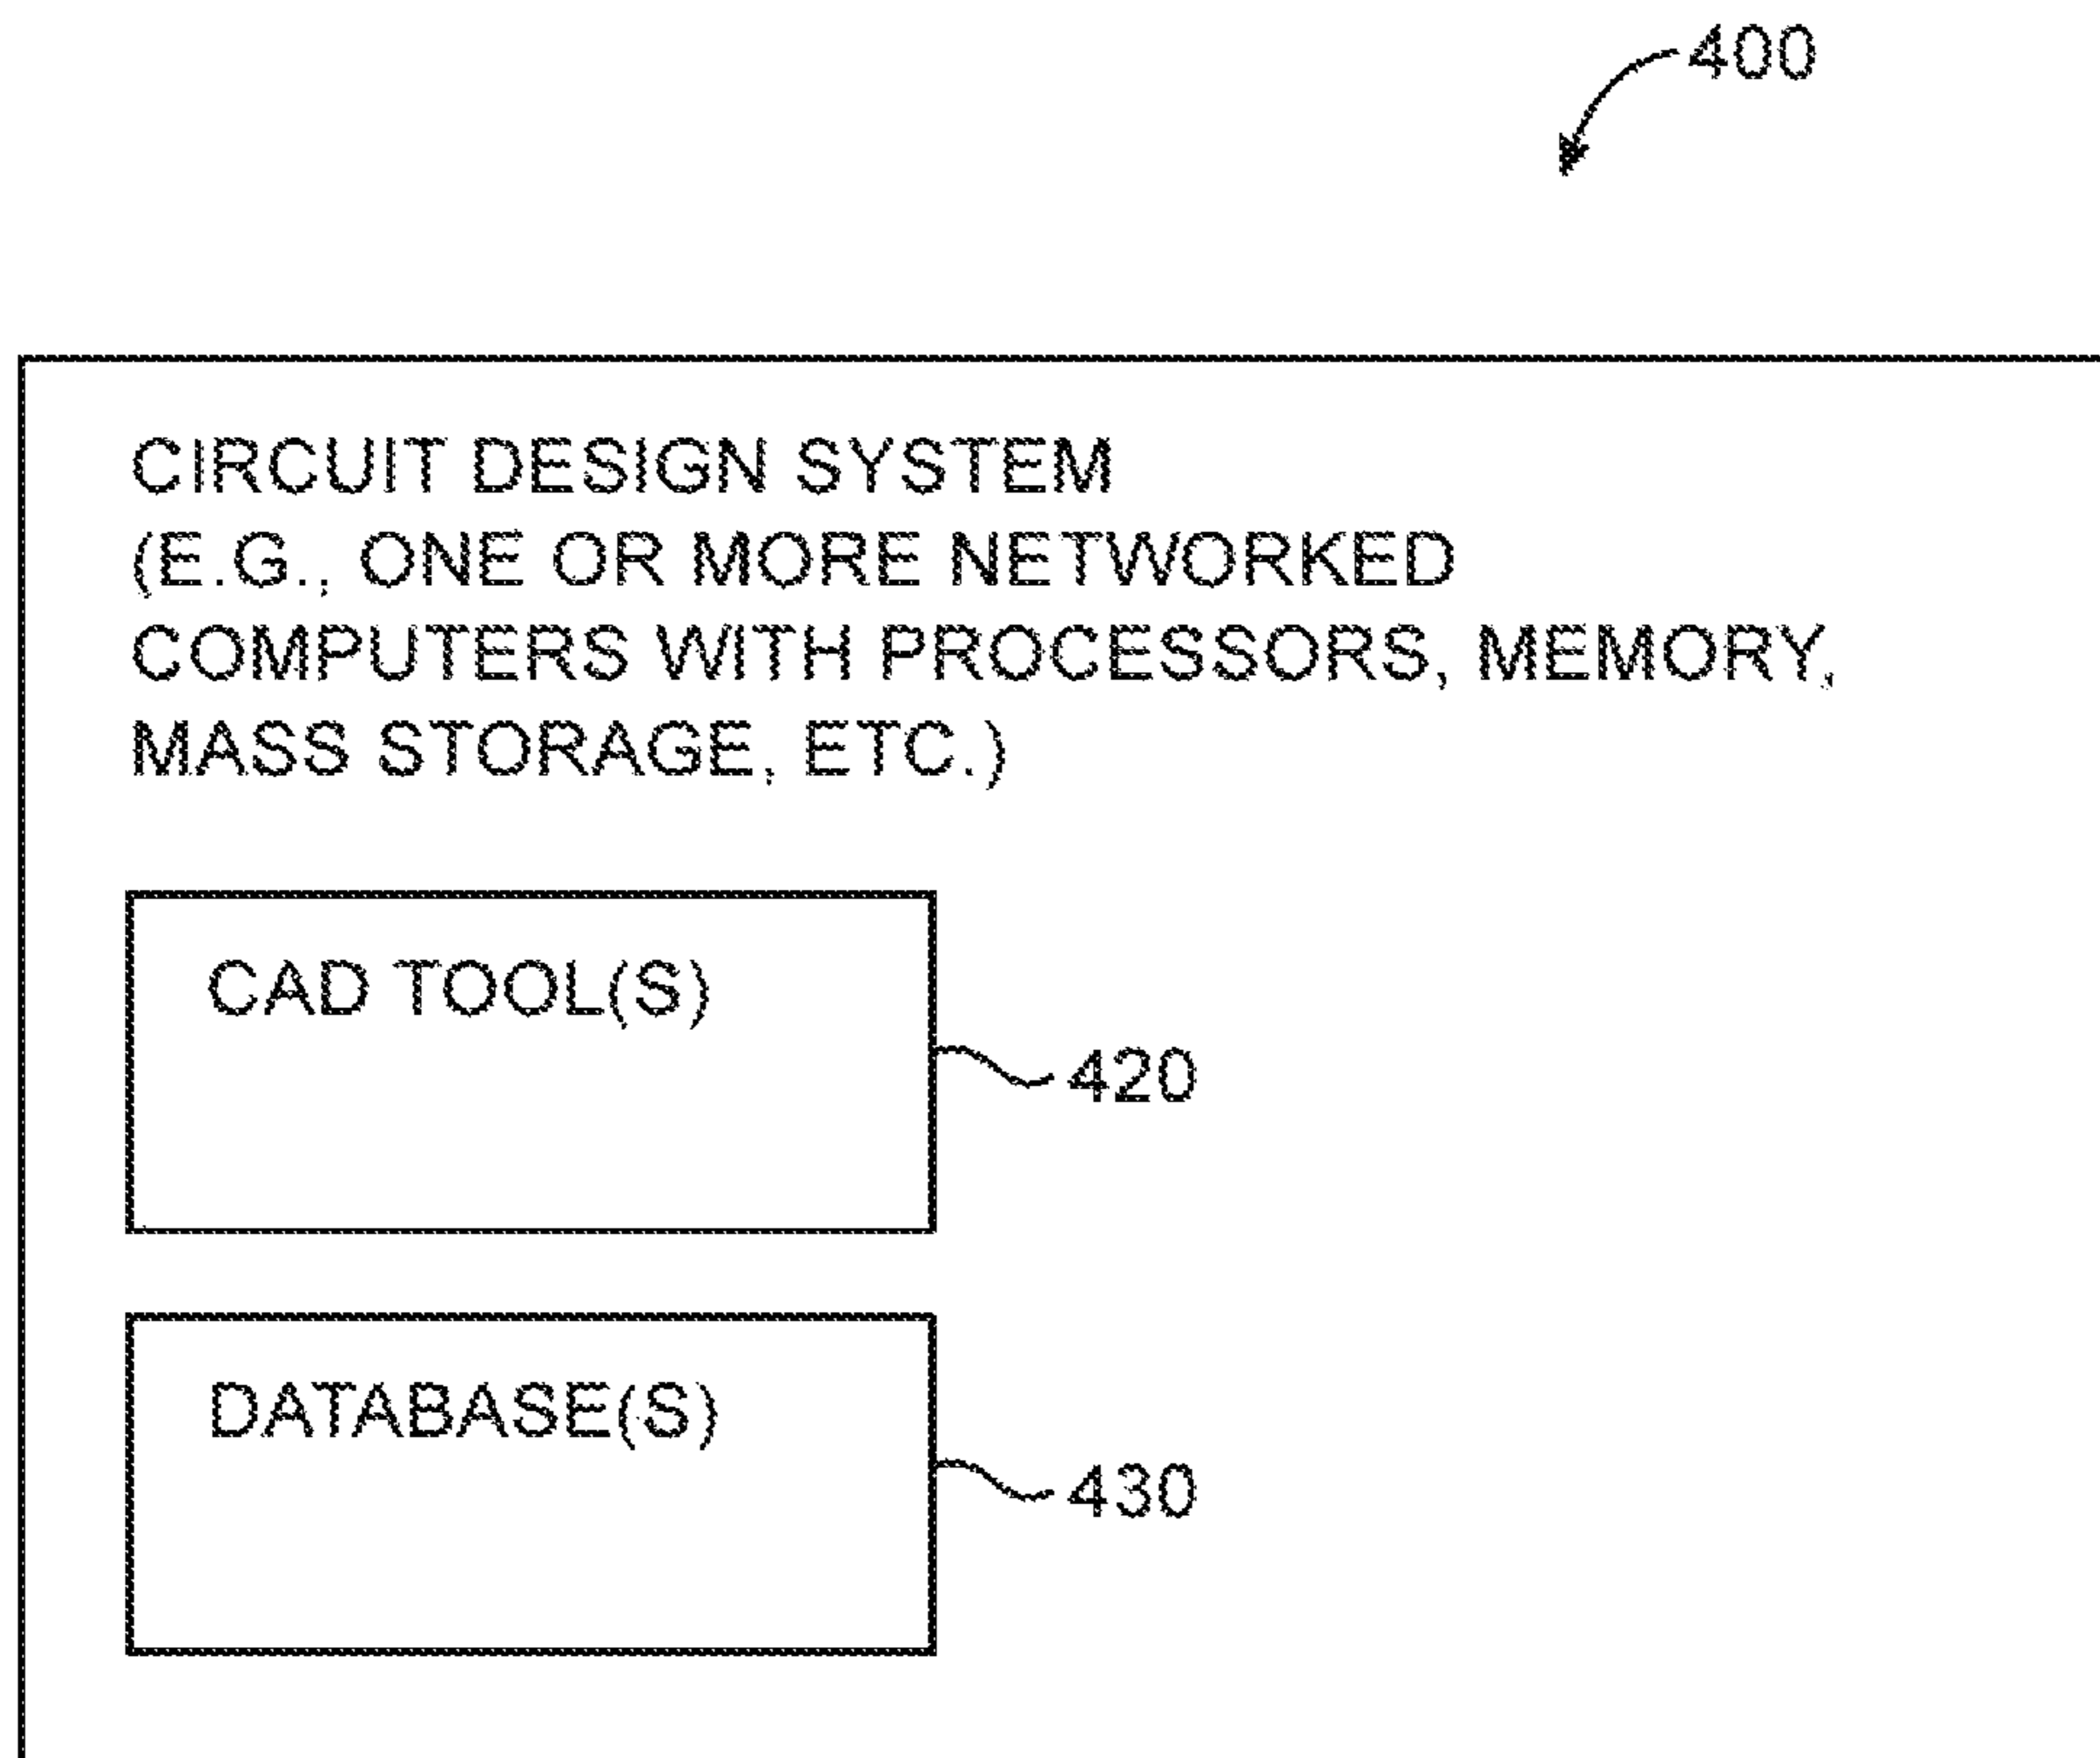 400
CIRCUIT DESIGN SYSTEM
(E.G., ONE OR MORE NETWORKED
COMPUTERS WITH PROCESSORS, MEMORY,
MASS STORAGE, ETC.)
CAD TOOL(S)
420
DATABASE(S)
430